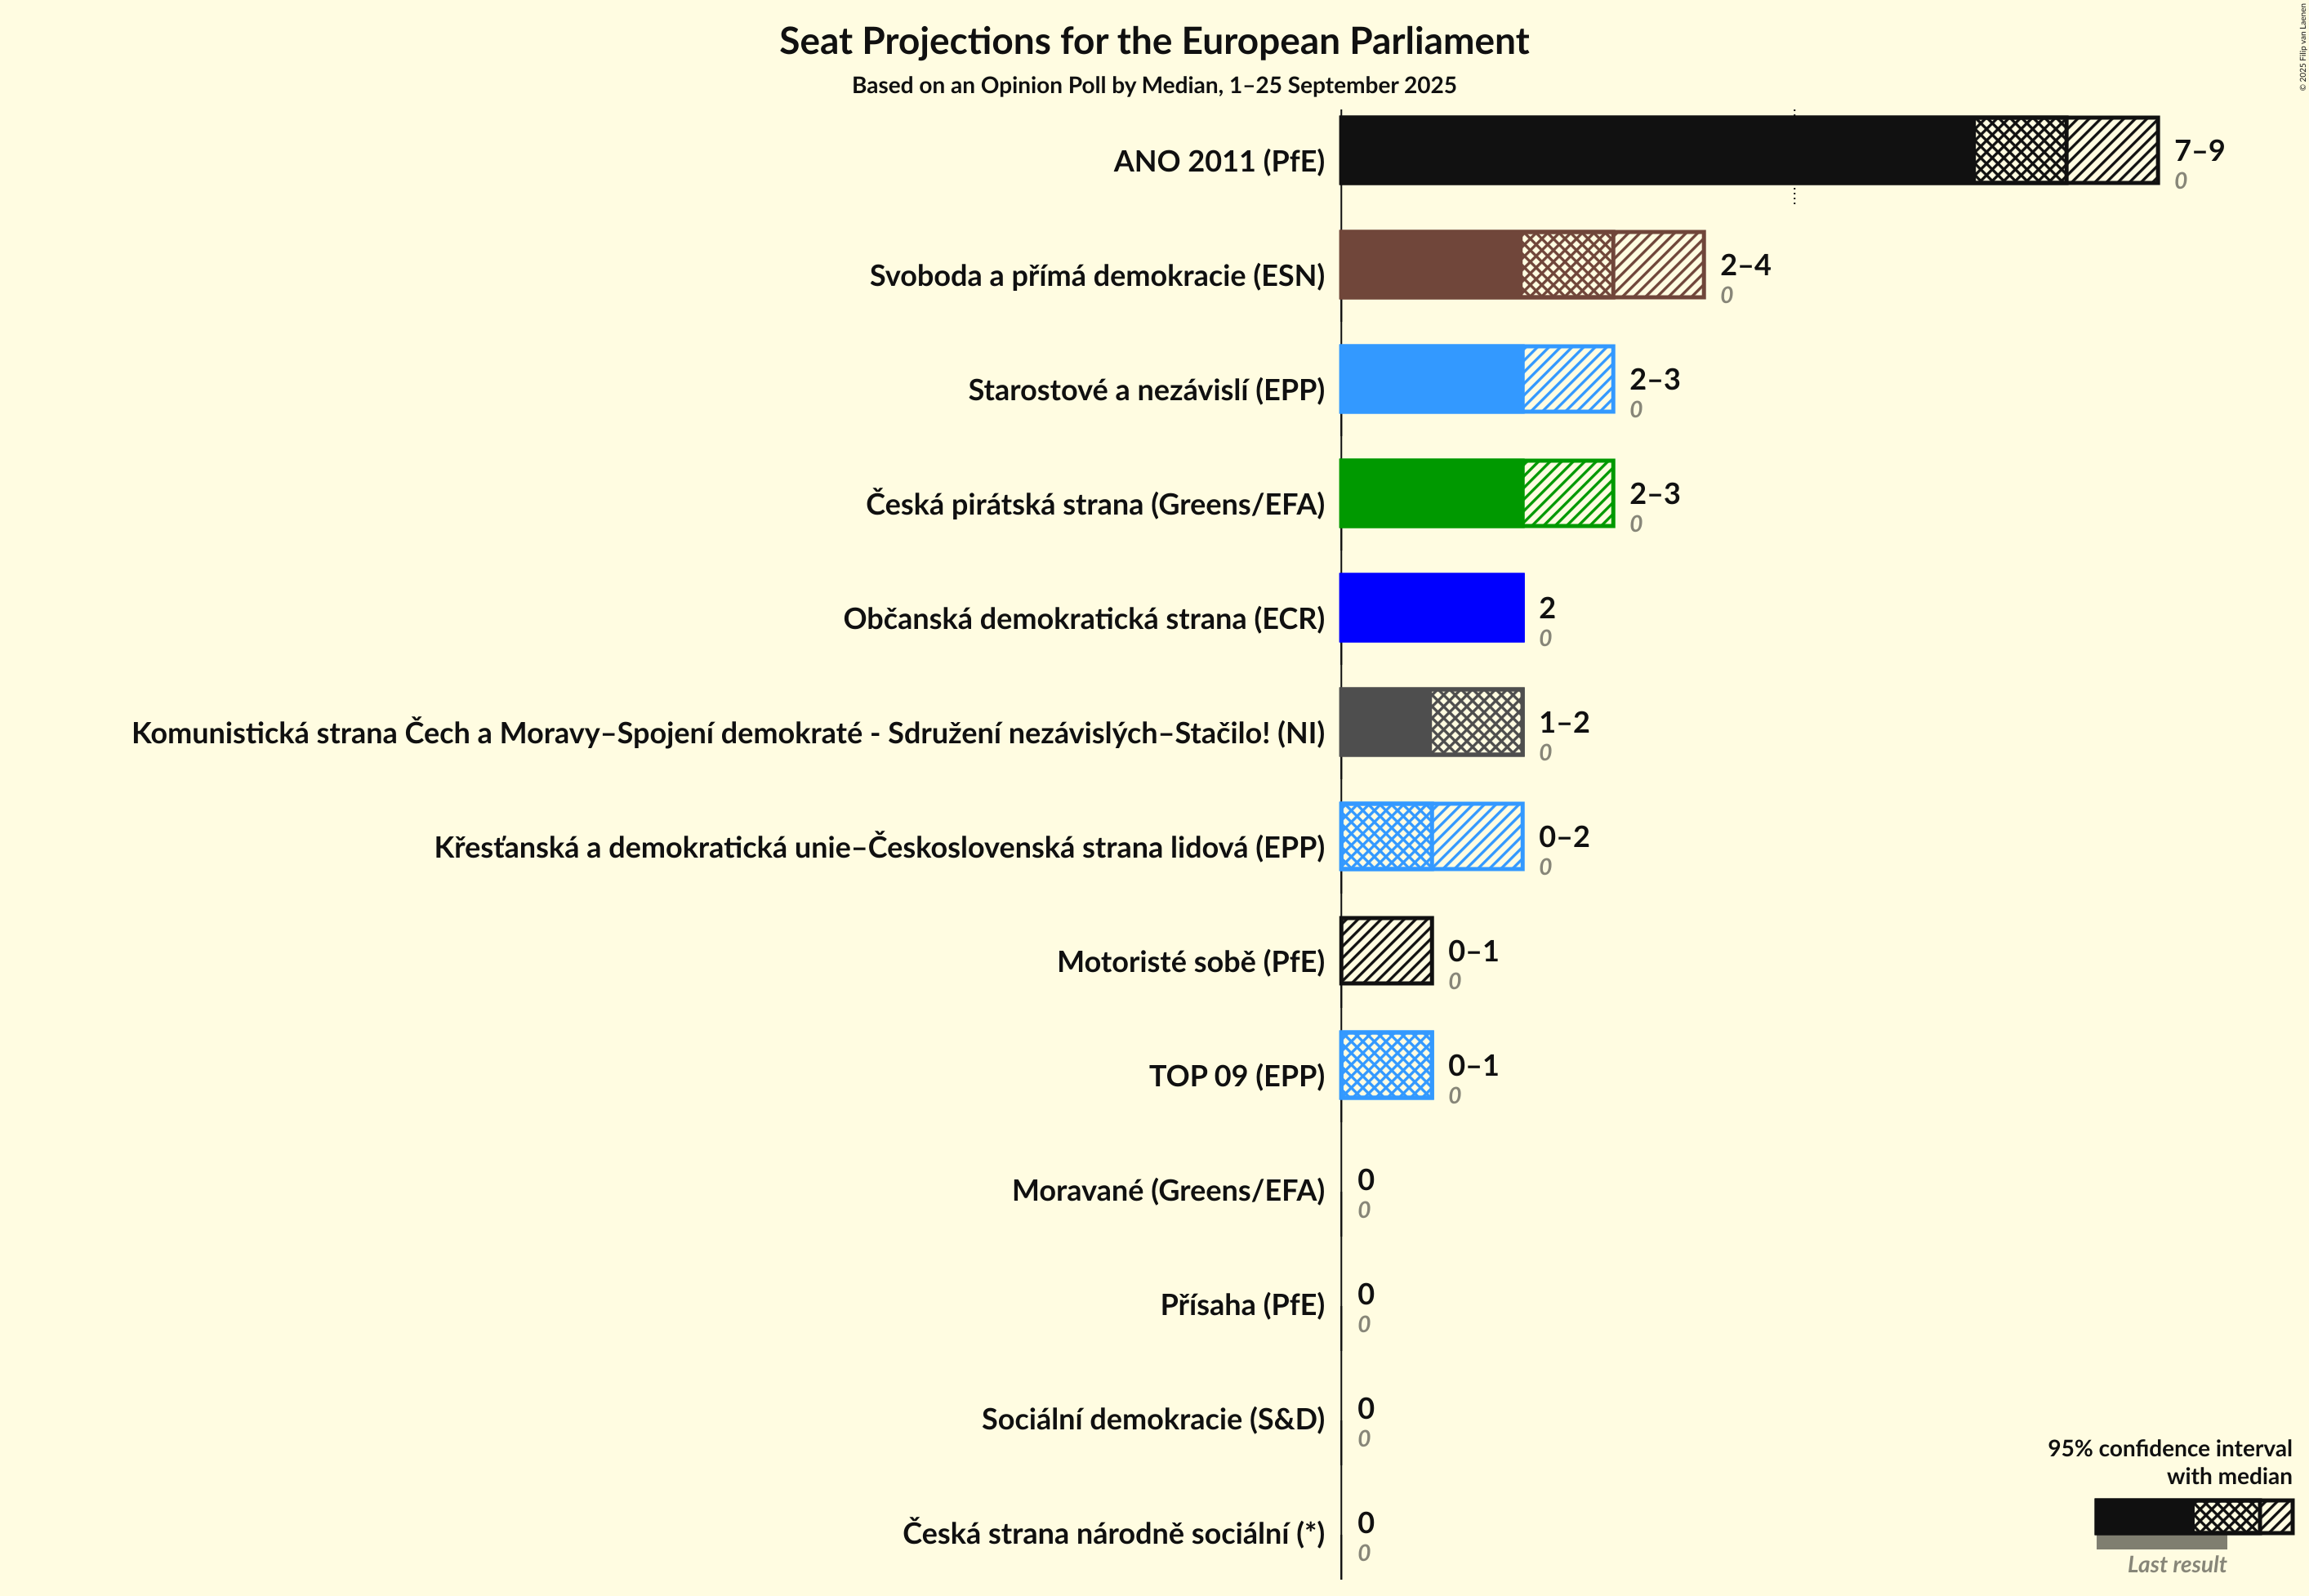 Seat Projections for the European Parliament
Based on an Opinion Poll by Median, 1–25 September 2025
© 2025 Filip van Laenen
ANO 2011 (PfE)
7–9
0
Svoboda a přímá demokracie (ESN)
2–4
0
Starostové a nezávislí (EPP)
2–3
0
Česká pirátská strana (Greens/EFA)
2–3
0
Občanská demokratická strana (ECR)
2
0
Komunistická strana Čech a Moravy–Spojení demokraté - Sdružení nezávislých–Stačilo! (NI)
1–2
0
Křesťanská a demokratická unie–Československá strana lidová (EPP)
0–2
0
Motoristé sobě (PfE)
0–1
0
TOP 09 (EPP)
0–1
0
Moravané (Greens/EFA)
0
0
Přísaha (PfE)
0
0
Sociální demokracie (S&D)
0
0
Česká strana národně sociální (*)
0
0
95% confidence interval
with median
Last result